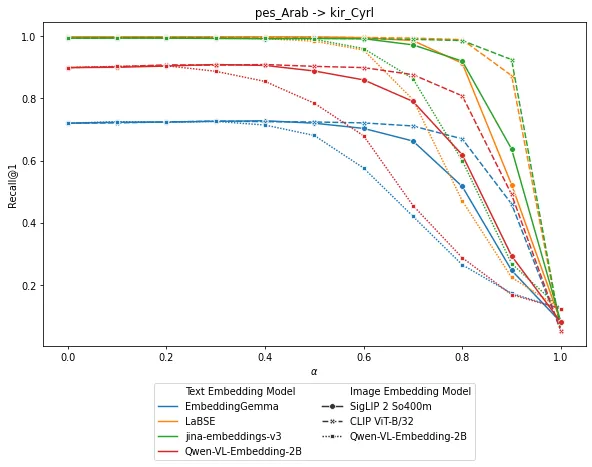 pes_Arab -> kir_Cyrl
1.0
0.8
0.6
0.4
0.2
Recall@1
0.0 0.2 0.4 0.6 0.8 1.0
α
Text Embedding Model
EmbeddingGemma
LaBSE
jina-embeddings-v3
Qwen-VL-Embedding-2B
Image Embedding Model
SigLIP 2 So400m
CLIP ViT-B/32
Qwen-VL-Embedding-2B